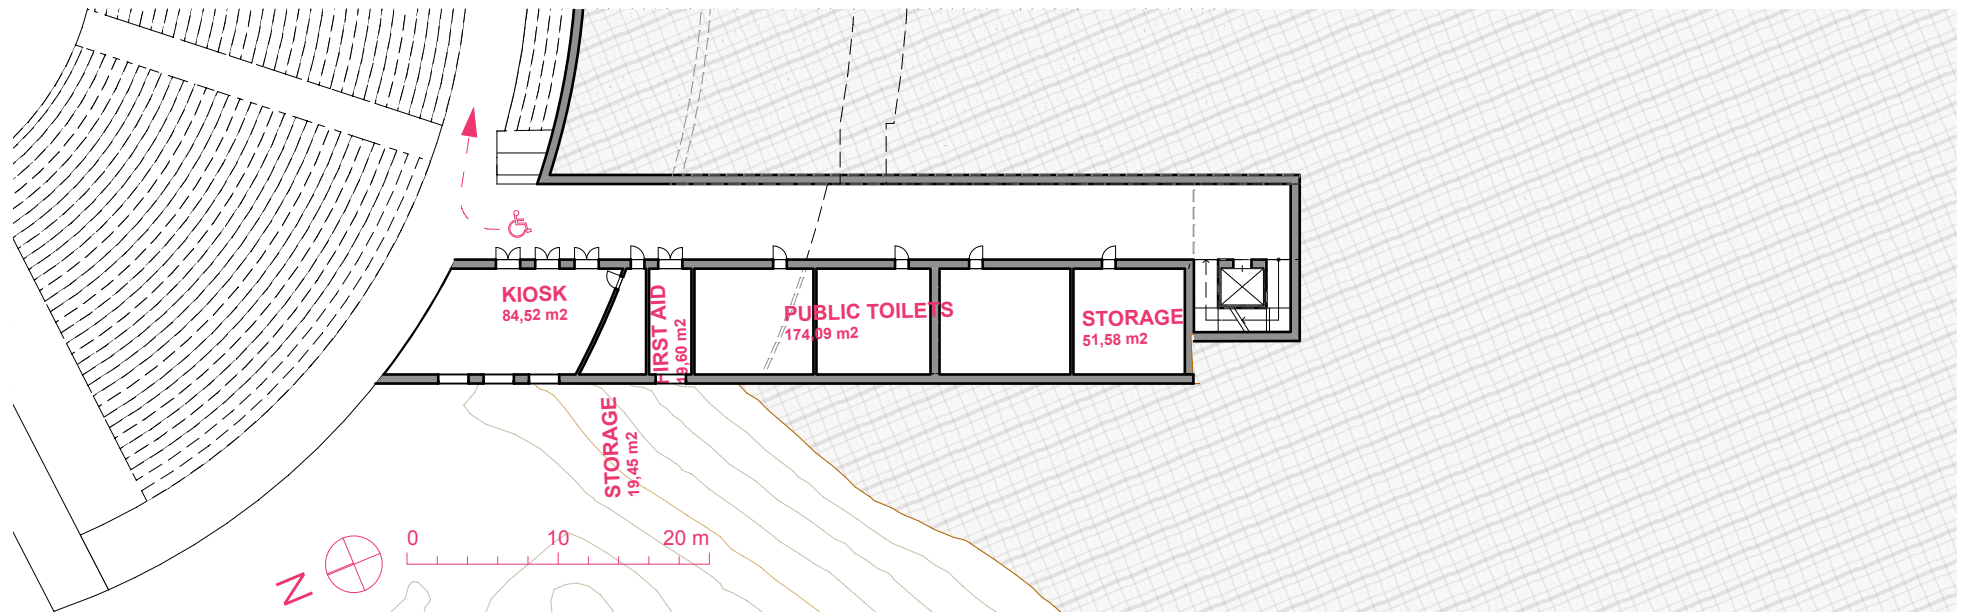 KIOSK
84,52 m2
FIRST AID
19,60 m2
PUBLIC TOILETS
174,09 m2
STORAGE
51,58 m2
STORAGE
19,45 m2
0 10 20 m
N